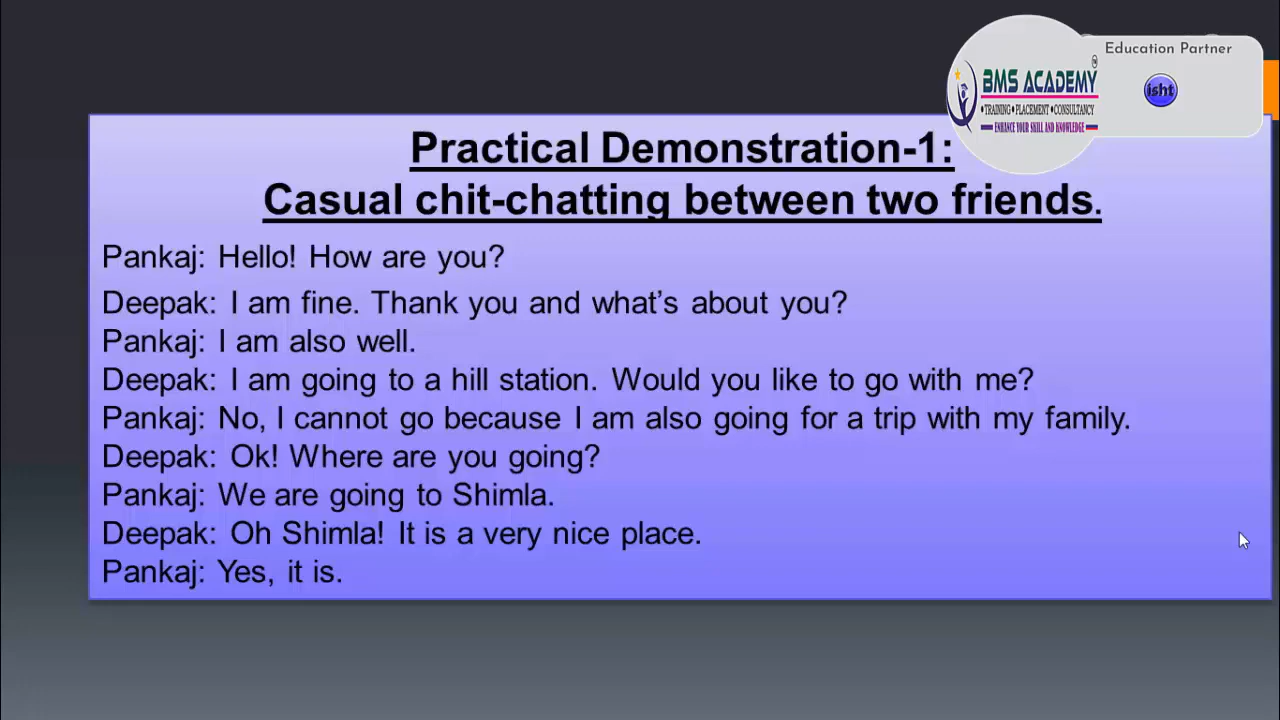 Education Partner
BMS ACADEMY
isht
•TRAINING •PLACEMENT •CONSULTANCY
ENHANCE YOUR SKILL AND KNOWLEDGE
Practical Demonstration-1:
Casual chit-chatting between two friends.
Pankaj: Hello! How are you?
Deepak: I am fine. Thank you and what’s about you?
Pankaj: I am also well.
Deepak: I am going to a hill station. Would you like to go with me?
Pankaj: No, I cannot go because I am also going for a trip with my family.
Deepak: Ok! Where are you going?
Pankaj: We are going to Shimla.
Deepak: Oh Shimla! It is a very nice place.
Pankaj: Yes, it is.